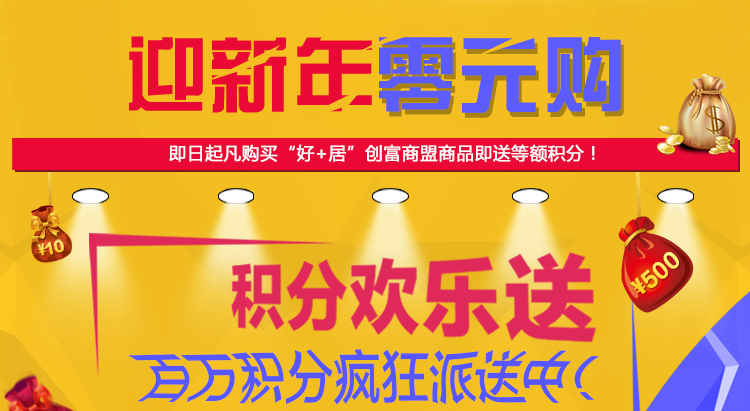 迎新年零元购
即日起凡购买“好+居”创富商盟商品即送等额积分！
¥10
¥500
积分欢乐送
百万积分疯狂派送中(